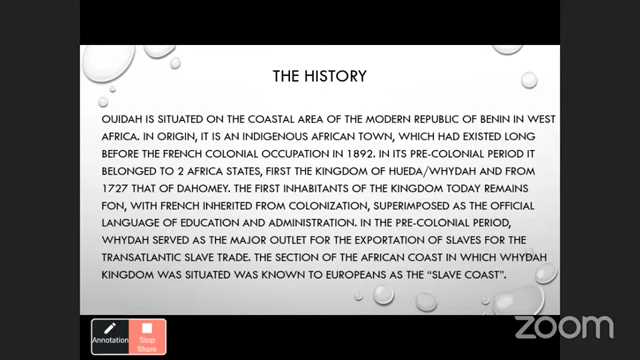 THE HISTORY
OUIDAH IS SITUATED ON THE COASTAL AREA OF THE MODERN REPUBLIC OF BENIN IN WEST
AFRICA. IN ORIGIN, IT IS AN INDIGENOUS AFRICAN TOWN, WHICH HAD EXISTED LONG
BEFORE THE FRENCH COLONIAL OCCUPATION IN 1892. IN ITS PRE-COLONIAL PERIOD IT
BELONGED TO 2 AFRICA STATES, FIRST THE KINGDOM OF HUEDA/WHYDAH AND FROM
1727 THAT OF DAHOMEY. THE FIRST INHABITANTS OF THE KINGDOM TODAY REMAINS
FON, WITH FRENCH INHERITED FROM COLONIZATION, SUPERIMPOSED AS THE OFFICIAL
LANGUAGE OF EDUCATION AND ADMINISTRATION. IN THE PRE-COLONIAL PERIOD,
WHYDAH SERVED AS THE MAJOR OUTLET FOR THE EXPORTATION OF SLAVES FOR THE
TRANSATLANTIC SLAVE TRADE. THE SECTION OF THE AFRICAN COAST IN WHICH WHYDAH
KINGDOM WAS SITUATED WAS KNOWN TO EUROPEANS AS THE “SLAVE COAST”.
Annotation
Stop
Share
zoom